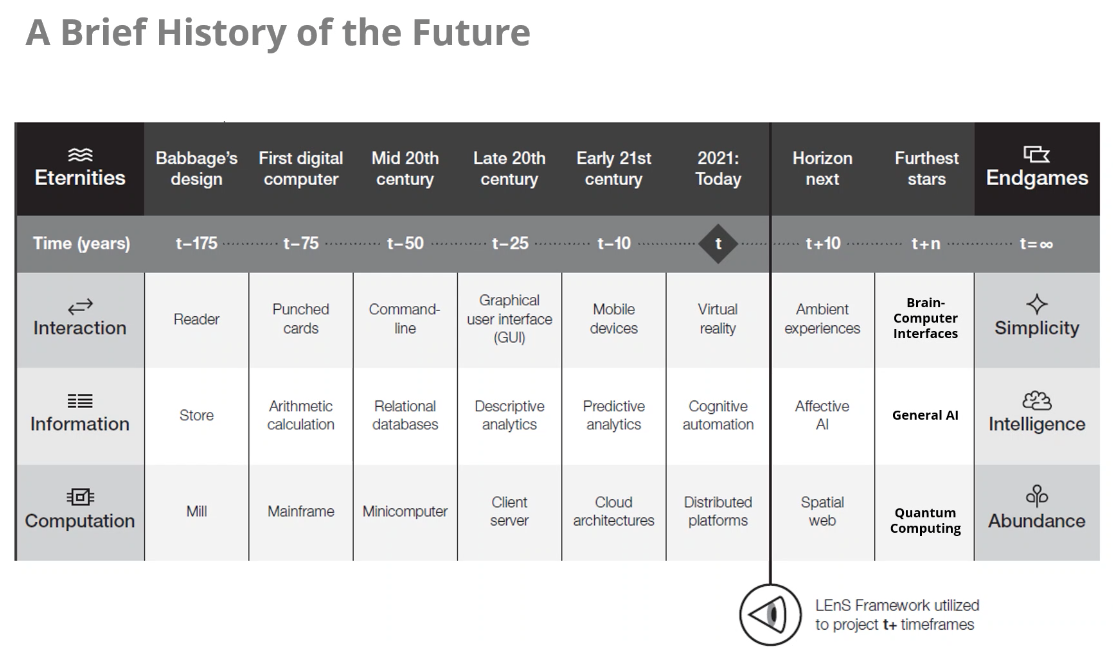 A Brief History of the Future
Eternities
Babbage's
design
First digital
computer
Mid 20th
century
Late 20th
century
Early 21st
century
2021:
Today
Horizon
next
Furthest
stars
Endgames
Time (years)
t–175
t–75
t–50
t–25
t–10
t
t+10
t+n
t=∞
Interaction
Reader
Punched
cards
Command-
line
Graphical
user interface
(GUI)
Mobile
devices
Virtual
reality
Ambient
experiences
Brain-
Computer
Interfaces
Simplicity
Information
Store
Arithmetic
calculation
Relational
databases
Descriptive
analytics
Predictive
analytics
Cognitive
automation
Affective
AI
General AI
Intelligence
Computation
Mill
Mainframe
Minicomputer
Client
server
Cloud
architectures
Distributed
platforms
Spatial
web
Quantum
Computing
Abundance
LEnS Framework utilized
to project t+ timeframes